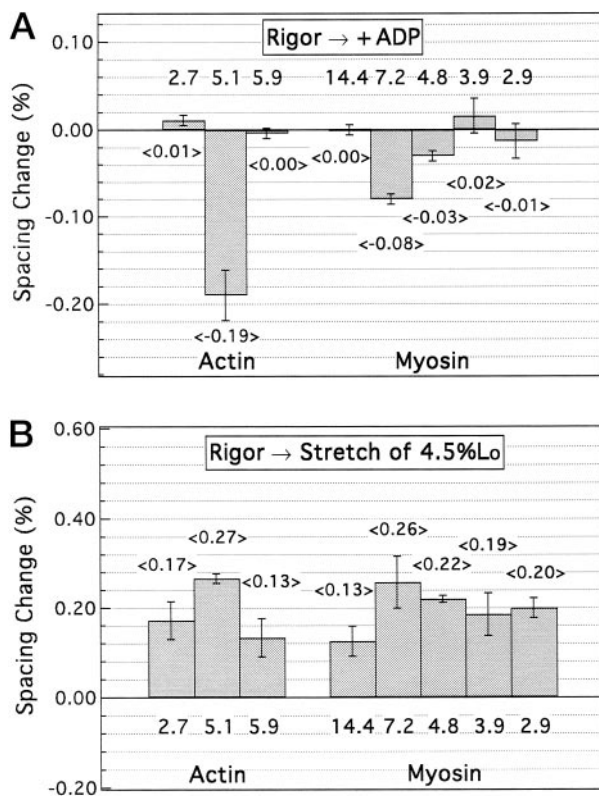 A
Rigor → + ADP
Spacing Change (%)
0.10
0.00
-0.10
-0.20
2.7 5.1 5.9 14.4 7.2 4.8 3.9 2.9
<0.01> <0.00> <0.00> <0.02> <-0.01>
<-0.03>
<-0.08>
<-0.19>
Actin Myosin
B
Rigor → Stretch of 4.5%Lo
Spacing Change (%)
0.60
0.40
0.20
0.00
-0.20
<0.17> <0.27> <0.13> <0.13> <0.26> <0.22> <0.19> <0.20>
2.7 5.1 5.9 14.4 7.2 4.8 3.9 2.9
Actin Myosin